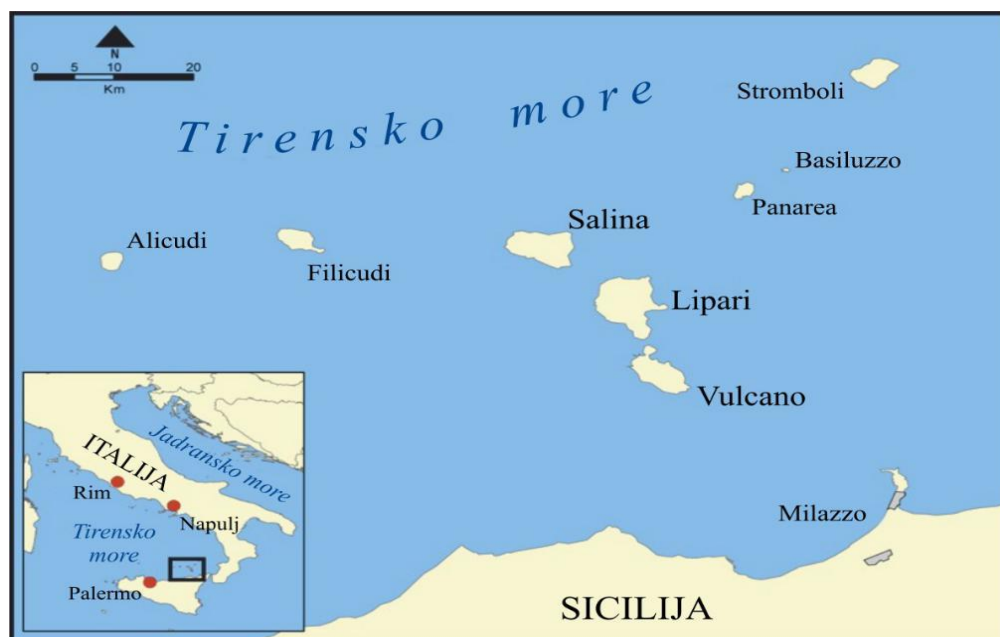 N
0 5 10 20
Km
Tirensko more
Stromboli
Basiluzzo
Panarea
Salina
Alicudi
Filicudi
Lipari
Vulcano
Milazzo
SICILIJA
ITALIJA
Jadransko more
Rim
Napulj
Tirensko
more
Palermo